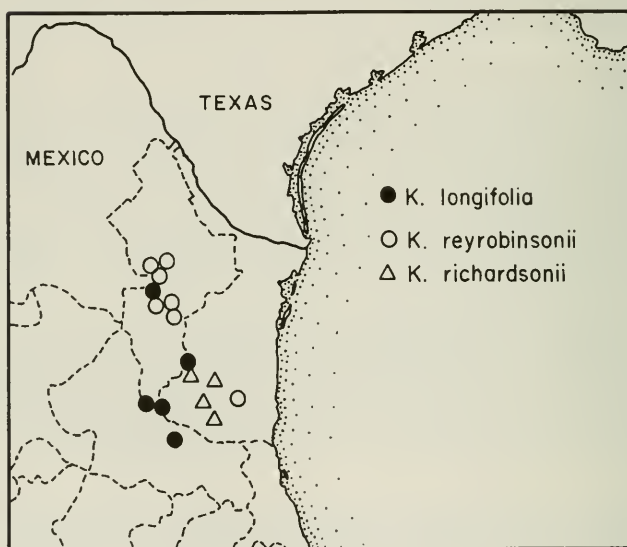 TEXAS
MEXICO
K. longifolia
K. reyrobinsonii
K. richardsonii